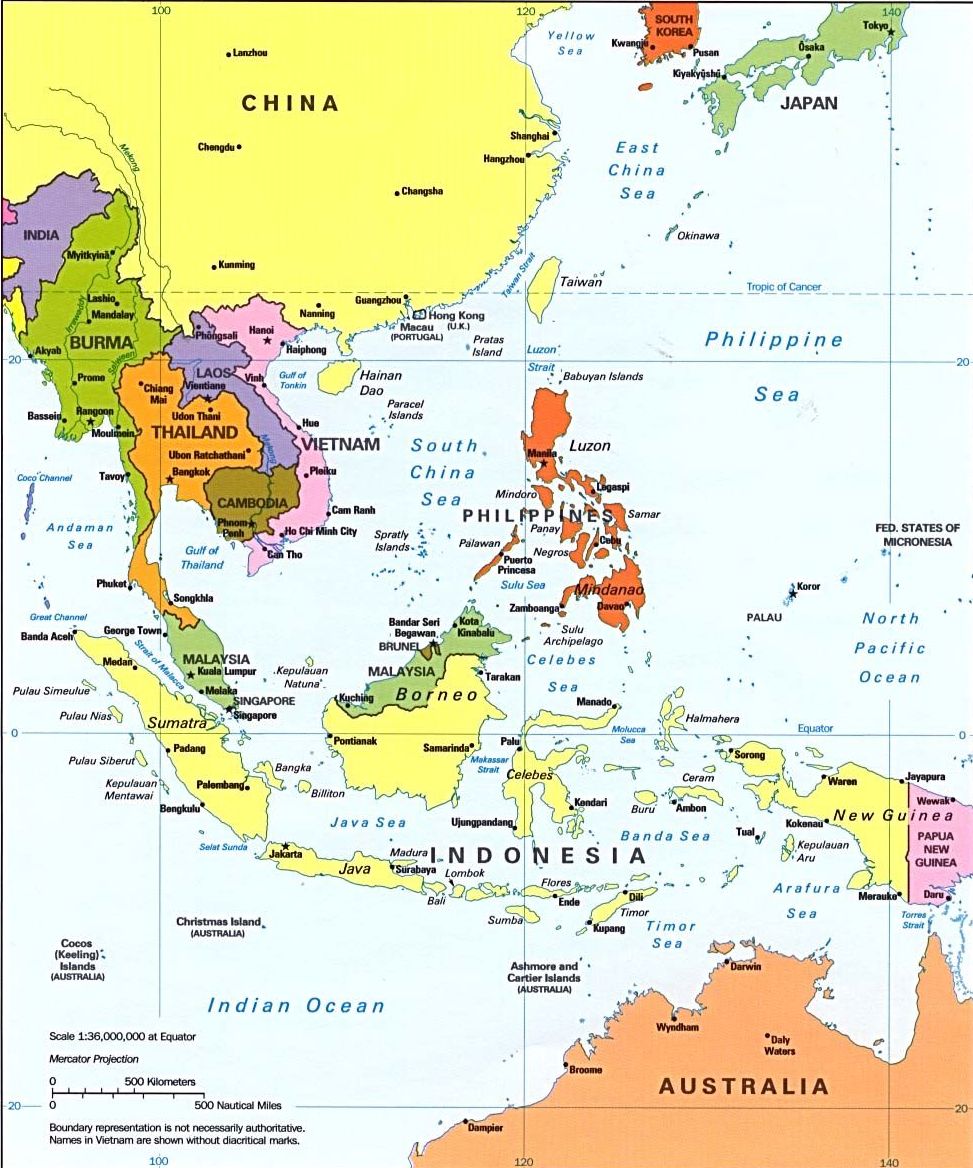 100
120
140
SOUTH
KOREA
Yellow
Sea
Kwangju
Pusan
Tokyo
Ōsaka
Kiyakyūshū
JAPAN
Lanzhou
CHINA
Chengdu
Shanghai
Hangzhou
East
China
Sea
Mekong
Changsha
INDIA
Okinawa
Myitkyinā
Kunming
Taiwan Strait
Taiwan
Tropic of Cancer
Lashio
Mandalay
Irrawaddy
Guangzhou
Nanning
Macau
(PORTUGAL)
Hong Kong
(U.K.)
Hanoi
Phôngsali
Haiphong
BURMA
Akyab
Salween
Pratas
Island
Philippine
Sea
20
20
Luzon
Strait
Babuyan Islands
LAOS
Gulf of
Tonkin
Hainan
Dao
Prome
Chiang
Mai
Vientiane
Vinh
Udon Thani
Paracel
Islands
Bassein
Rangoon
Moulmein
Hue
THAILAND
VIETNAM
South
China
Sea
Luzon
Manila
Ubon Ratchathani
Mekong
Pleiku
Coco Channel
Tavoy
Bangkok
CAMBODIA
Cam Ranh
Mindoro
Legaspi
Samar
PHILIPPINES
Andaman
Sea
Phnom
Penh
Ho Chi Minh City
Can Tho
Spratly
Islands
Palawan
Panay
Cebu
FED. STATES OF
MICRONESIA
Gulf of
Thailand
Negros
Puerto
Princesa
Sulu Sea
Mindanao
Phuket
Songkhla
Zamboanga
Davao
Koror
PALAU
Great Channel
Banda Aceh
George Town
Bandar Seri
Begawan
BRUNEL
Kota
Kinabalu
Sulu
Archipelago
North
Pacific
Ocean
Medan
Strait of Malacca
MALAYSIA
Kuala Lumpur
Kepulauan
Natuna
MALAYSIA
Celebes
Sea
Tarakan
Pulau Simeulue
Melaka
SINGAPORE
Singapore
Kuching
Borneo
Manado
Halmahera
Pulau Nias
Sumatra
0
0
Equator
Pontianak
Samarinda
Palu
Molucca
Sea
Padang
Makassar
Strait
Sorong
Pulau Siberut
Bangka
Celebes
Ceram
Waren
Jayapura
Kepulauan
Mentawai
Palembang
Billiton
Buru
Ambon
Wewak
Bengkulu
Kendari
New Guinea
Java Sea
Ujungpandang
Banda Sea
Tual
Kokenau
PAPUA
NEW
GUINEA
Selat Sunda
Jakarta
Madura
INDONESIA
Kepulauan
Aru
Java
Surabaya
Lombok
Bali
Flores
Ende
Dili
Arafura
Sea
Merauke
Daru
Sumba
Timor
Kupang
Torres
Strait
Christmas Island
(AUSTRALIA)
Timor
Sea
Cocos
(Keeling)
Islands
(AUSTRALIA)
Ashmore and
Cartier Islands
(AUSTRALIA)
Darwin
Indian Ocean
Wyndham
Daly
Waters
Scale 1:36,000,000 at Equator
Mercator Projection
0 500 Kilometers
0 500 Nautical Miles
Broome
AUSTRALIA
20
20
Dampier
Boundary representation is not necessarily authoritative.
Names in Vietnam are shown without diacritical marks.
100
120
140